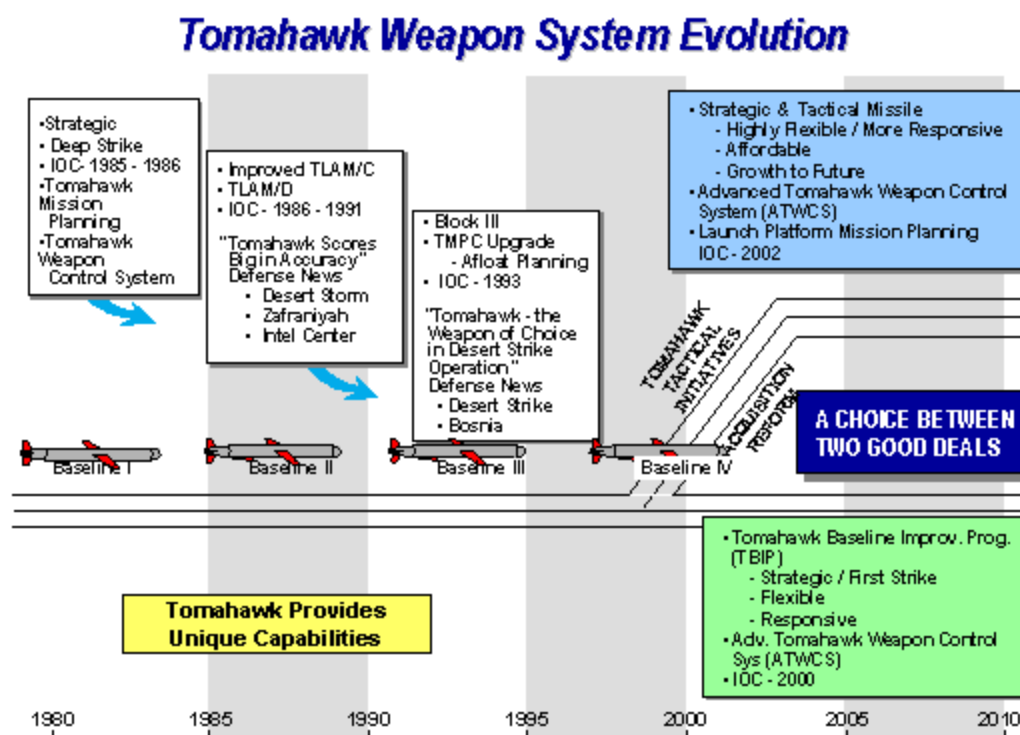 Tomahawk Weapon System Evolution
•Strategic
• Deep Strike
• IOC- 1985 - 1986
•Tomahawk
Mission
Planning
•Tomahawk
Weapon
Control System
• Improved TLAM/C
• TLAM/D
• IOC - 1986 - 1991
"Tomahawk Scores
Big in Accuracy"
Defense News
• Desert Storm
• Zafraniyah
• Intel Center
• Block III
• TMPC Upgrade
- Afloat Planning
• IOC - 1993
"Tomahawk - the
Weapon of Choice
in Desert Strike
Operation"
Defense News
• Desert Strike
• Bosnia
• Strategic & Tactical Missile
- Highly Flexible / More Responsive
- Affordable
- Growth to Future
• Advanced Tomahawk Weapon Control
System (ATWCS)
• Launch Platform Mission Planning
IOC - 2002
TOMAHAWK
TACTICAL
INITIATIVES
ACQUISITION
REFORM
A CHOICE BETWEEN
TWO GOOD DEALS
Baseline I
Baseline II
Baseline III
Baseline IV
• Tomahawk Baseline Improv. Prog.
(TBIP)
- Strategic / First Strike
- Flexible
- Responsive
• Adv. Tomahawk Weapon Control
Sys (ATWCS)
• IOC - 2000
Tomahawk Provides
Unique Capabilities
1980 1985 1990 1995 2000 2005 2010